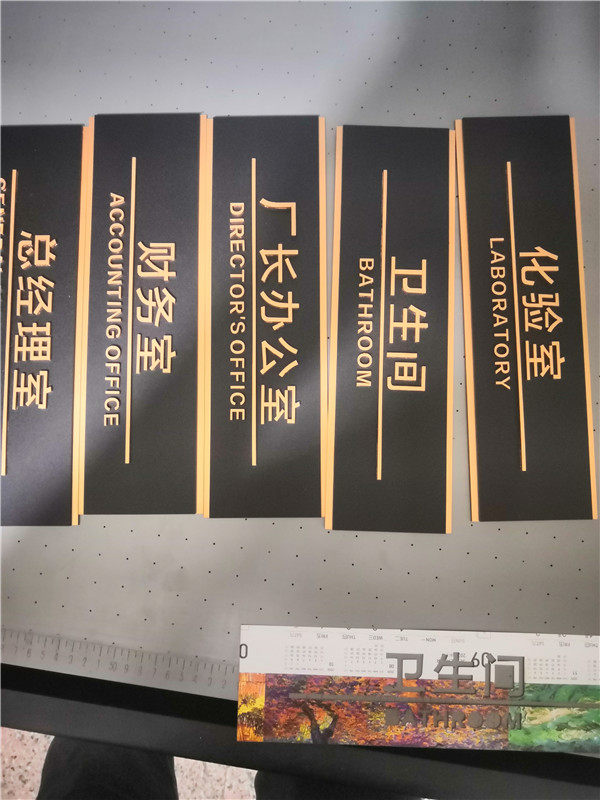 总经理室
财务室
ACCOUNTING OFFICE
厂长办公室
DIRECTOR'S OFFICE
卫生间
BATHROOM
化验室
LABORATORY
60
卫生间
BATHROOM